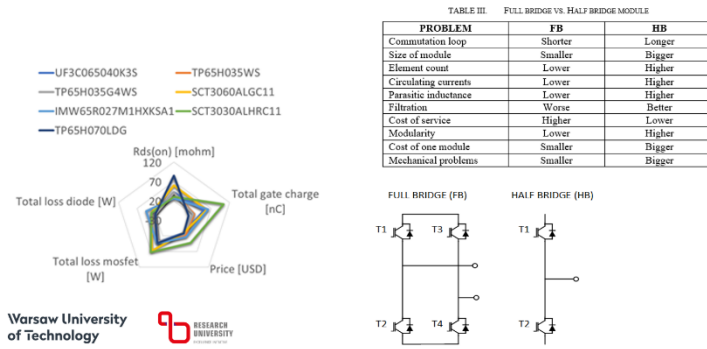 UF3C065040K3S
TP65H035WS
TP65H035G4WS
SCT3060ALGC11
IMW65R027M1HXKSA1
SCT3030ALHRC11
TP65H070LDG
Rds(on) [mohm]
120
70
20
Total gate charge
[nC]
Price [USD]
Total loss mosfet
[W]
Total loss diode [W]
Warsaw University
of Technology
RESEARCH
UNIVERSITY
TABLE III. FULL BRIDGE VS. HALF BRIDGE MODULE
PROBLEM FB HB
Commutation loop Shorter Longer
Size of module Smaller Bigger
Element count Lower Higher
Circulating currents Lower Higher
Parasitic inductance Lower Higher
Filtration Worse Better
Cost of service Higher Lower
Modularity Lower Higher
Cost of one module Smaller Bigger
Mechanical problems Smaller Bigger
FULL BRIDGE (FB)
HALF BRIDGE (HB)
T1 T3 T1
T2 T4 T2